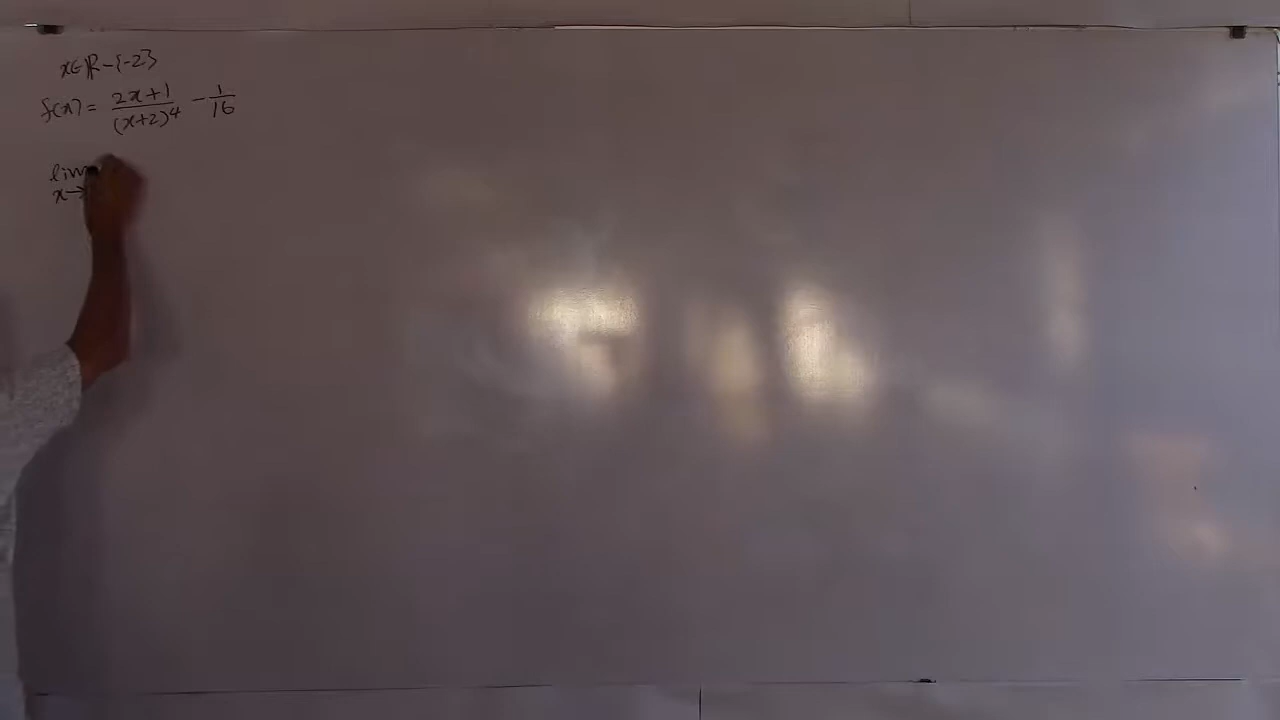 x∈ℝ-{-2}
f(x) = (2x+1)/(x+2)^4 - 1/16
lim
x→